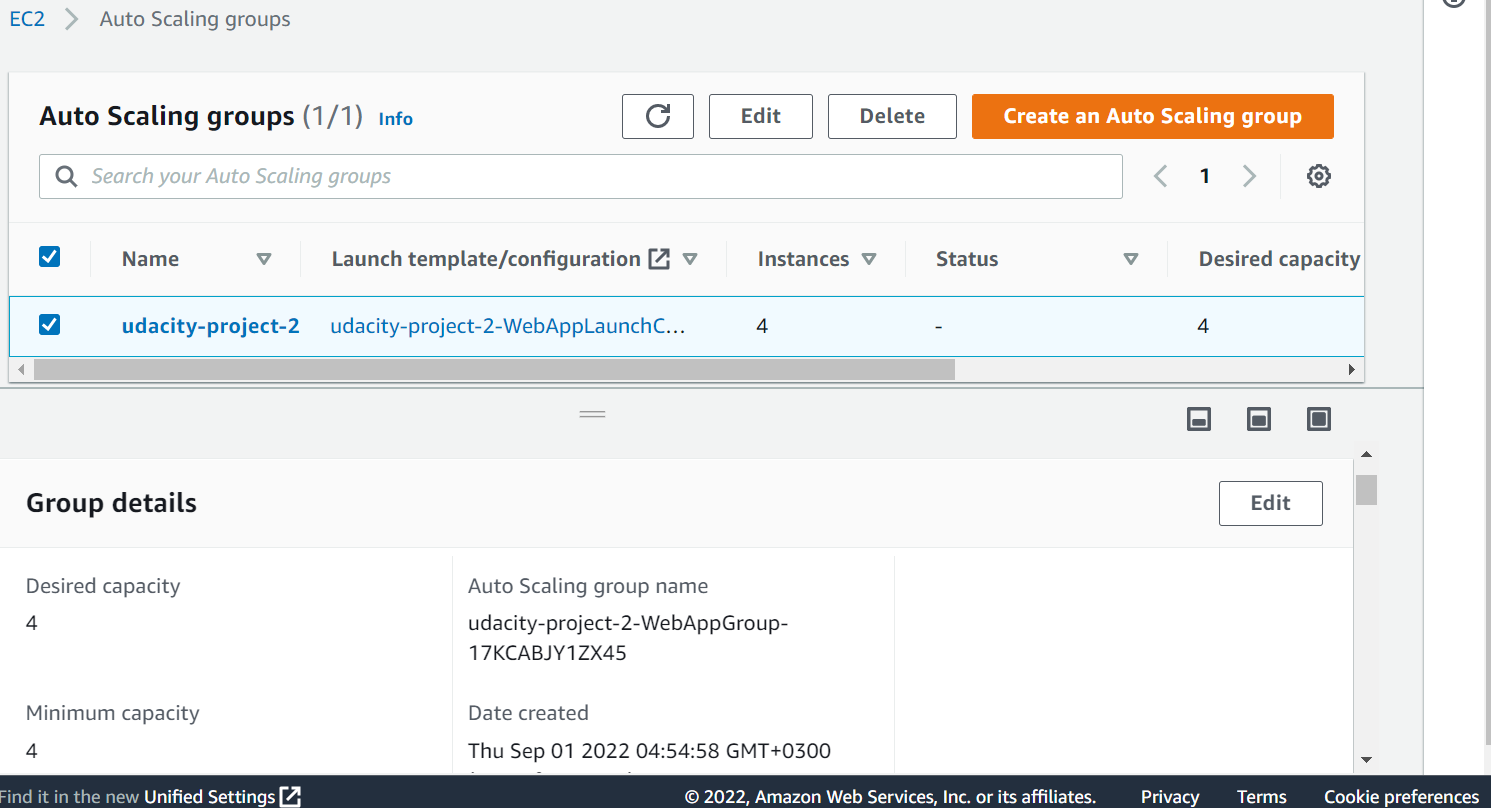 EC2 Auto Scaling groups
Auto Scaling groups (1/1) Info
Edit
Delete
Create an Auto Scaling group
Search your Auto Scaling groups
1
Name Launch template/configuration Instances Status Desired capacity
udacity-project-2 udacity-project-2-WebAppLaunchC... 4 - 4
Group details
Edit
Desired capacity
4
Auto Scaling group name
udacity-project-2-WebAppGroup-
17KCABJY1ZX45
Minimum capacity
4
Date created
Thu Sep 01 2022 04:54:58 GMT+0300
Find it in the new Unified Settings
© 2022, Amazon Web Services, Inc. or its affiliates. Privacy Terms Cookie preferences